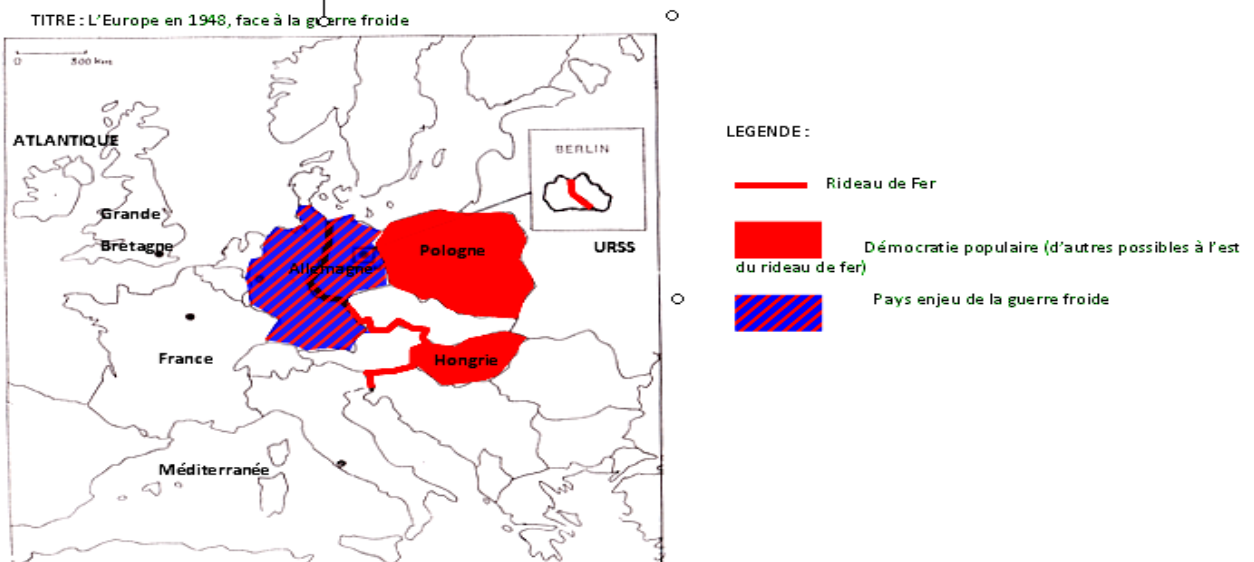 TITRE : L'Europe en 1948, face à la guerre froide
0 300 kms
ATLANTIQUE
BERLIN
Grande
Bretagne
Pologne
URSS
Allemagne
France
Hongrie
Méditerranée
LEGENDE :
Rideau de Fer
Démocratie populaire (d'autres possibles à l'est
du rideau de fer)
Pays enjeu de la guerre froide